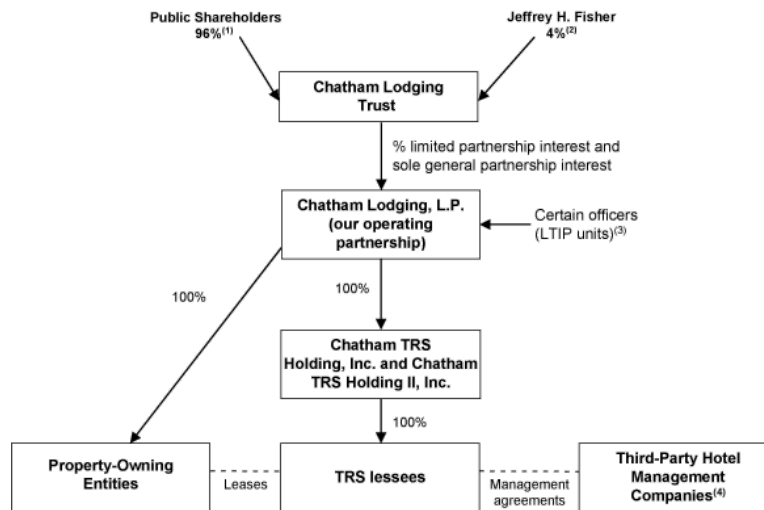 Public Shareholders
96%(1)
Jeffrey H. Fisher
4%(2)
Chatham Lodging
Trust
% limited partnership interest and
sole general partnership interest
Chatham Lodging, L.P.
(our operating
partnership)
Certain officers
(LTIP units)(3)
100%
100%
Chatham TRS
Holding, Inc. and Chatham
TRS Holding II, Inc.
100%
Property-Owning
Entities
Leases
TRS lessees
Management
agreements
Third-Party Hotel
Management
Companies(4)